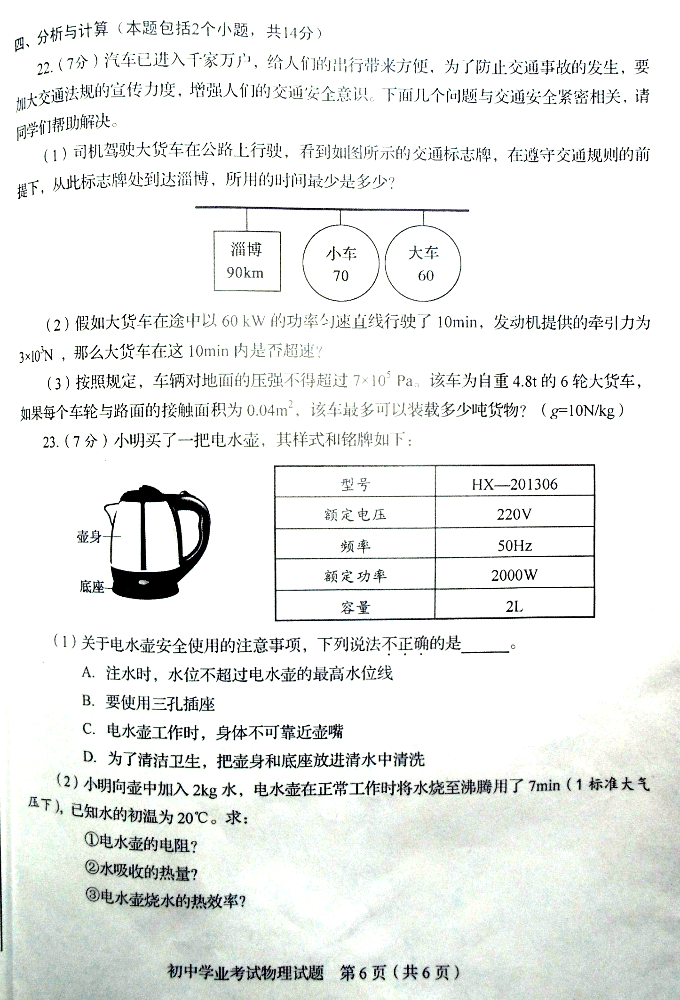 四、分析与计算（本题包括2个小题，共14分）
22.（7分）汽车已进入千家万户，给人们的出行带来方便，为了防止交通事故的发生，要
加大交通法规的宣传力度，增强人们的交通安全意识。下面几个问题与交通安全紧密相关，请
同学们帮助解决。
（1）司机驾驶大货车在公路上行驶，看到如图所示的交通标志牌，在遵守交通规则的前
提下，从此标志牌处到达淄博，所用的时间最少是多少？
淄博 小车 大车
90km 70 60
（2）假如大货车在途中以 60 kW 的功率匀速直线行驶了 10min，发动机提供的牵引力为
3×10³N ，那么大货车在这 10min 内是否超速？
（3）按照规定，车辆对地面的压强不得超过 7×10⁵ Pa。该车为自重 4.8t 的 6 轮大货车，
如果每个车轮与路面的接触面积为 0.04m²，该车最多可以装载多少吨货物？（g=10N/kg）
23.（7 分）小明买了一把电水壶，其样式和铭牌如下：
壶身
底座
型号 HX—201306
额定电压 220V
频率 50Hz
额定功率 2000W
容量 2L
（1）关于电水壶安全使用的注意事项，下列说法不正确的是______。
A. 注水时，水位不超过电水壶的最高水位线
B. 要使用三孔插座
C. 电水壶工作时，身体不可靠近壶嘴
D. 为了清洁卫生，把壶身和底座放进清水中清洗
（2）小明向壶中加入 2kg 水，电水壶在正常工作时将水烧至沸腾用了 7min（1 标准大气
压下），已知水的初温为 20℃。求：
①电水壶的电阻？
②水吸收的热量？
③电水壶烧水的热效率？
初中学业考试物理试题 第 6 页（共 6 页）